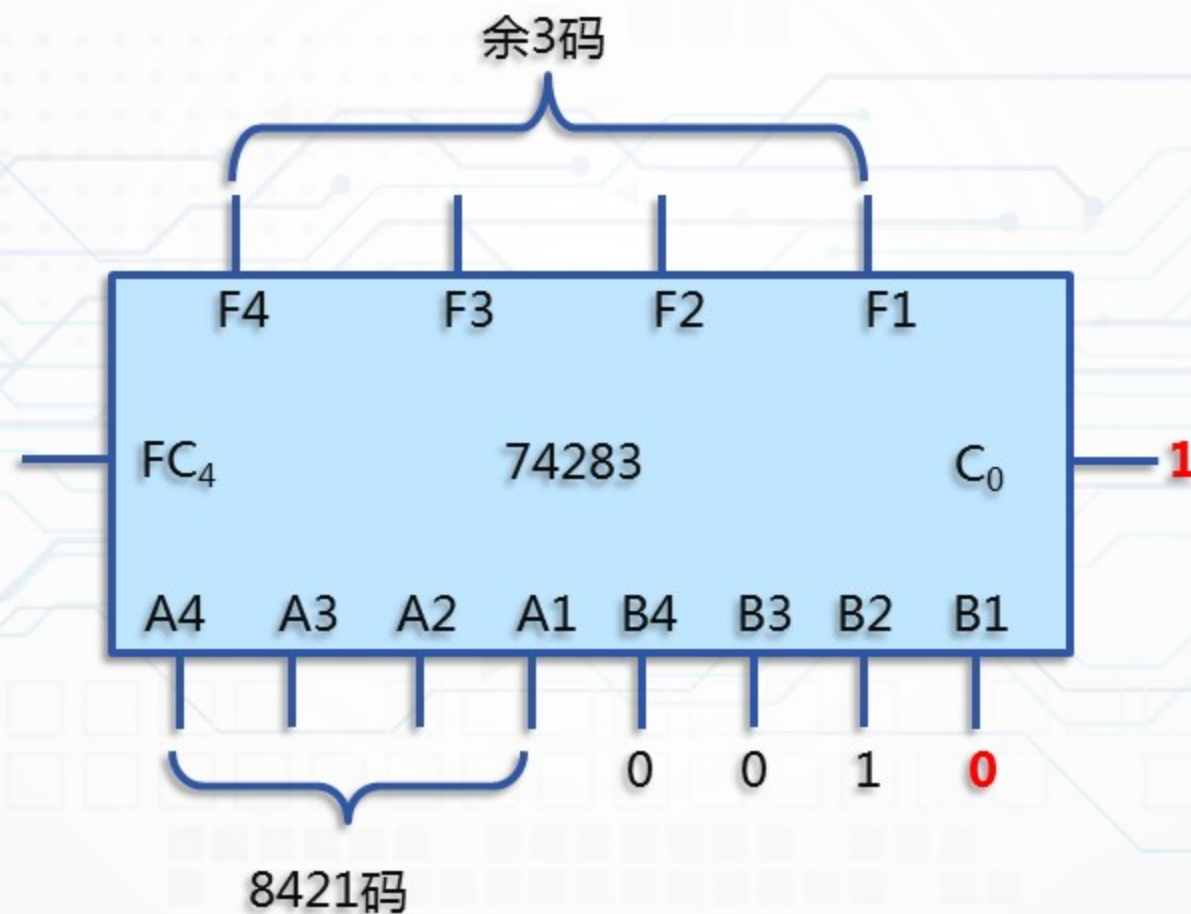 余3码
F4 F3 F2 F1
FC₄ 74283 C₀ 1
A4 A3 A2 A1 B4 B3 B2 B1
0 0 1 0
8421码